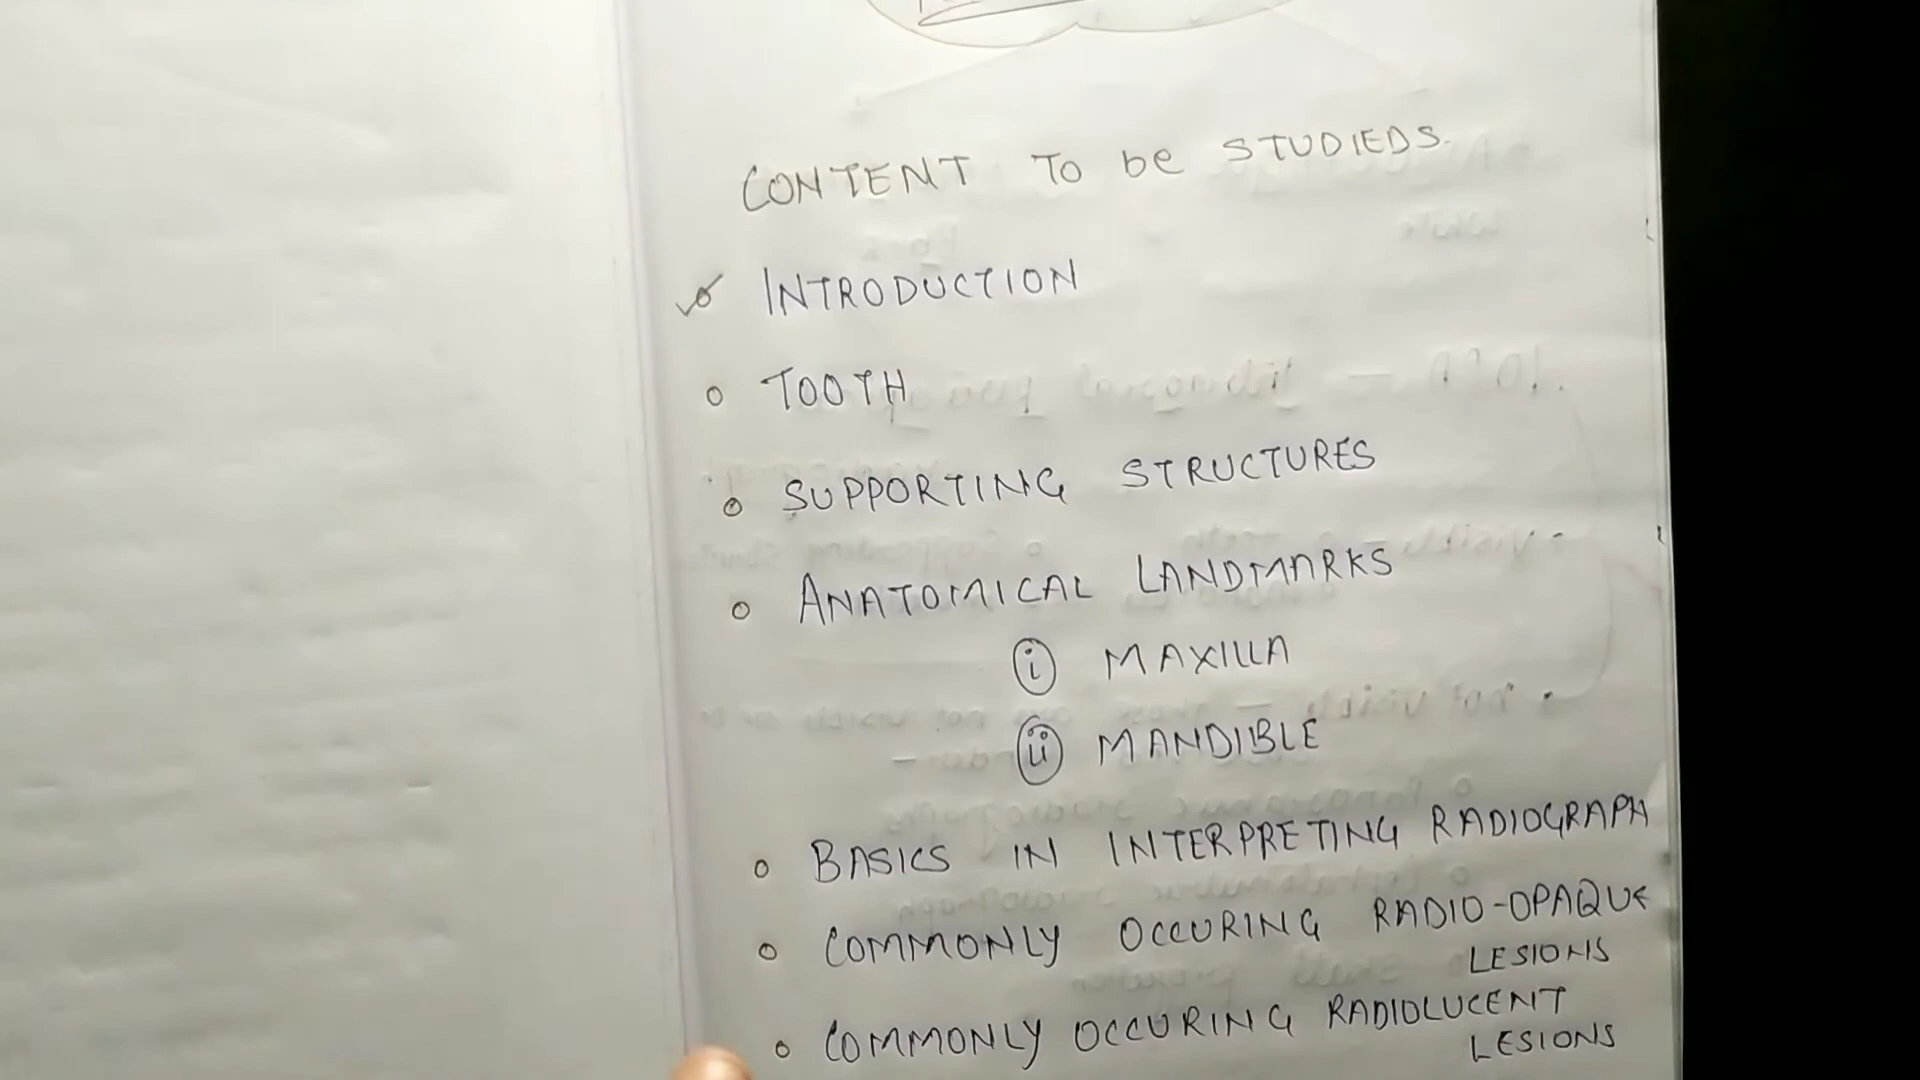 CONTENT To be STUDIEDS.
INTRODUCTION
TOOTH
SUPPORTING STRUCTURES
ANATOMICAL LANDMARKS
i MAXILLA
ii MANDIBLE
BASICS IN INTERPRETING RADIOGRAPH
COMMONLY OCCURING RADIO-OPAQUE
LESIONS
COMMONLY OCCURING RADIOLUCENT
LESIONS